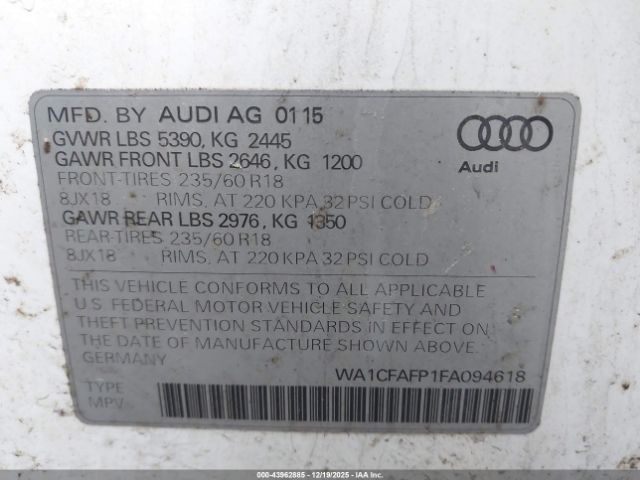 MFD. BY AUDI AG 01 15
GVWR LBS 5390, KG 2445
GAWR FRONT LBS 2646, KG 1200
FRONT-TIRES 235/60 R18
8JX18 RIMS, AT 220 KPA 32 PSI COLD
GAWR REAR LBS 2976, KG 1350
REAR-TIRES 235/60 R18
8JX18 RIMS, AT 220 KPA 32 PSI COLD
Audi
THIS VEHICLE CONFORMS TO ALL APPLICABLE
U.S. FEDERAL MOTOR VEHICLE SAFETY AND
THEFT PREVENTION STANDARDS IN EFFECT ON
THE DATE OF MANUFACTURE SHOWN ABOVE.
GERMANY
WA1CFAFP1FA094618
TYPE
MPV
000-43962885 - 12/19/2025 - IAAI.COM